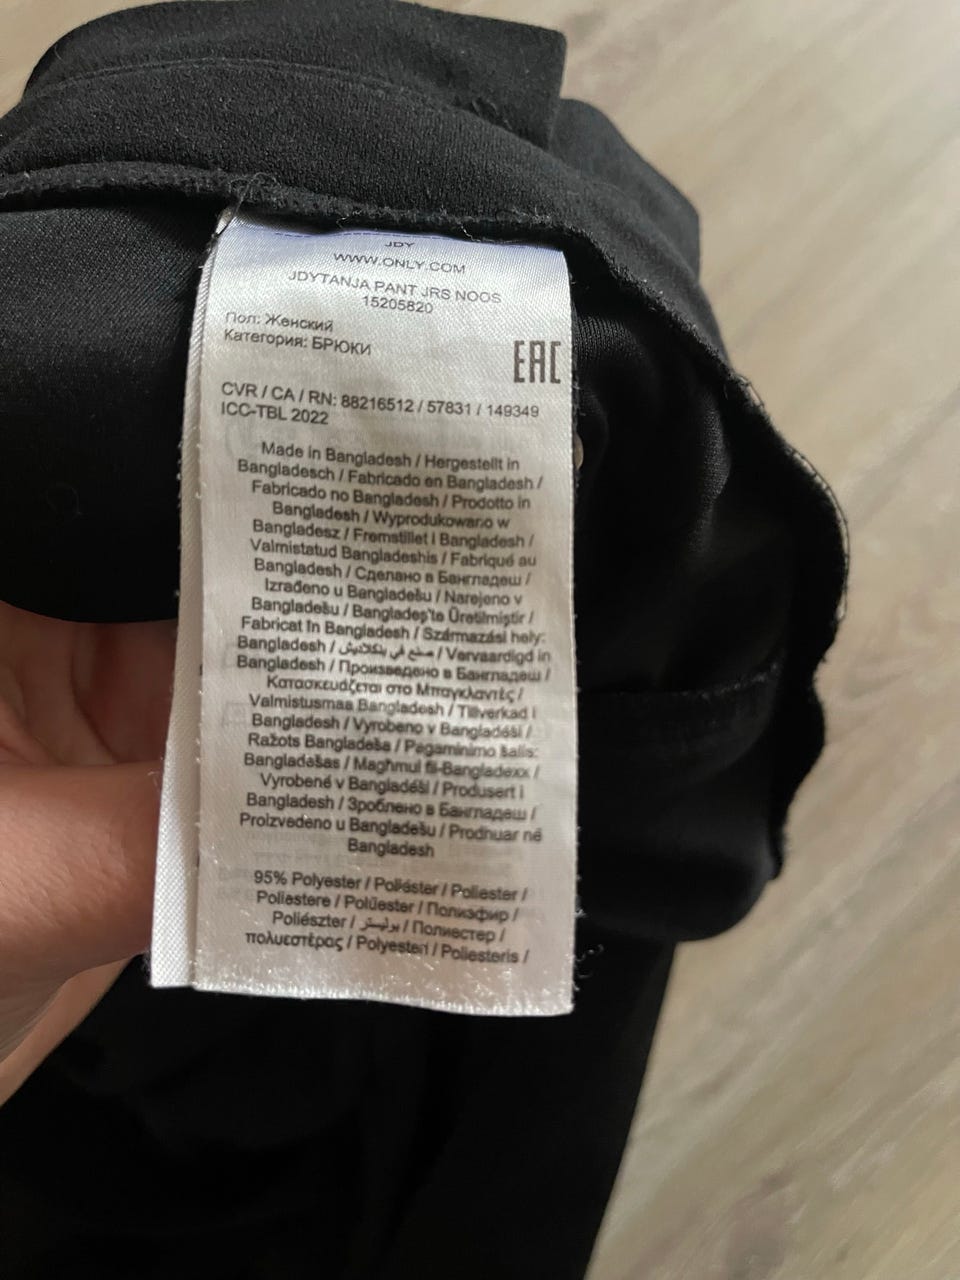 JDY
WWW.ONLY.COM
JDYTANJA PANT JRS NOOS
15205820
Пол: Женский
Категория: БРЮКИ
EAC
CVR / CA / RN: 88216512 / 57831 / 149349
ICC-TBL 2022
Made in Bangladesh / Hergestellt in
Bangladesch / Fabricado en Bangladesh /
Fabricado no Bangladesh / Prodotto in
Bangladesh / Wyprodukowano w
Bangladesz / Fremstillet i Bangladesh /
Valmistatud Bangladeshis / Fabriqué au
Bangladesh / Сделано в Бангладеш /
Izrađeno u Bangladešu / Narejeno v
Bangladešu / Bangladeş'te Üretilmiştir /
Fabricat în Bangladesh / Származási hely:
Bangladesh / صنع في بنكلاديش / Vervaardigd in
Bangladesh / Произведено в Бангладеш /
Κατασκευάζεται στο Μπαγκλαντές /
Valmistusmaa Bangladesh / Tillverkad i
Bangladesh / Vyrobeno v Bangladéši /
Ražots Bangladeša / Pagaminimo šalis:
Bangladešas / Magħmul fil-Bangladexx /
Vyrobené v Bangladéši / Produsert i
Bangladesh / Зроблено в Бангладеш /
Proizvedeno u Bangladešu / Prodhuar në
Bangladesh
95% Polyester / Poliéster / Poliester /
Poliestere / Polüester / Полиэфир /
Poliészter / بوليستر / Полиестер /
πολυεστέρας / Polyesteri / Poliesteris /